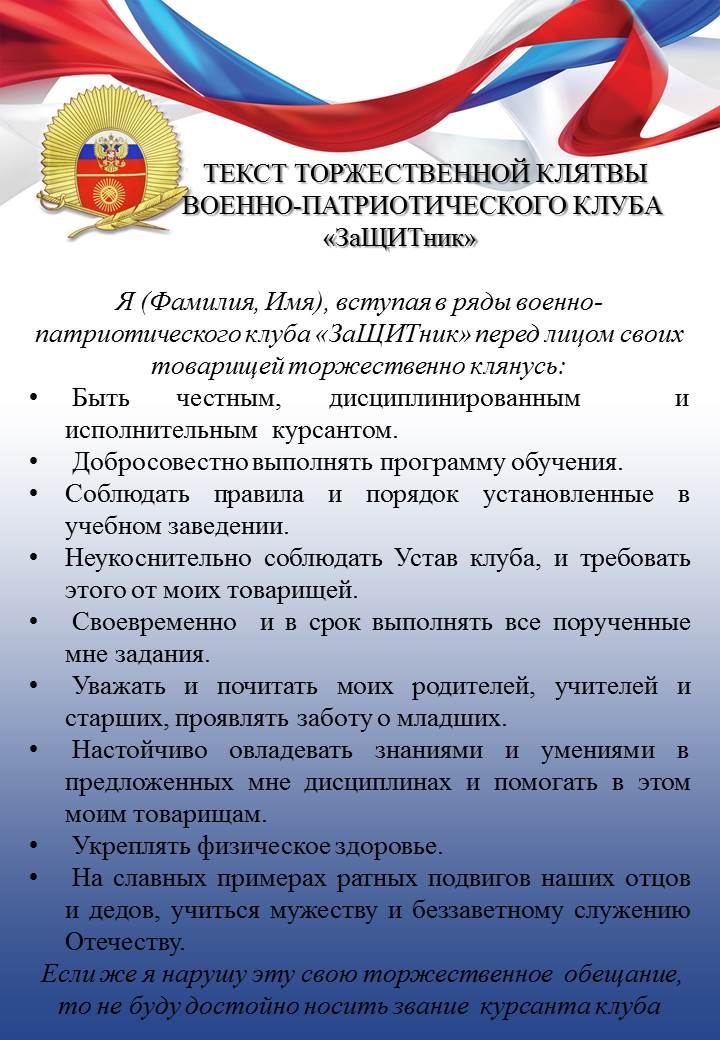 ТЕКСТ ТОРЖЕСТВЕННОЙ КЛЯТВЫ
ВОЕННО-ПАТРИОТИЧЕСКОГО КЛУБА
«ЗаЩИТник»
Я (Фамилия, Имя), вступая в ряды военно-
патриотического клуба «ЗаЩИТник» перед лицом своих
товарищей торжественно клянусь:
• Быть честным, дисциплинированным и
исполнительным курсантом.
• Добросовестно выполнять программу обучения.
• Соблюдать правила и порядок установленные в
учебном заведении.
• Неукоснительно соблюдать Устав клуба, и требовать
этого от моих товарищей.
• Своевременно и в срок выполнять все порученные
мне задания.
• Уважать и почитать моих родителей, учителей и
старших, проявлять заботу о младших.
• Настойчиво овладевать знаниями и умениями в
предложенных мне дисциплинах и помогать в этом
моим товарищам.
• Укреплять физическое здоровье.
• На славных примерах ратных подвигов наших отцов
и дедов, учиться мужеству и беззаветному служению
Отечеству.
Если же я нарушу эту свою торжественное обещание,
то не буду достойно носить звание курсанта клуба